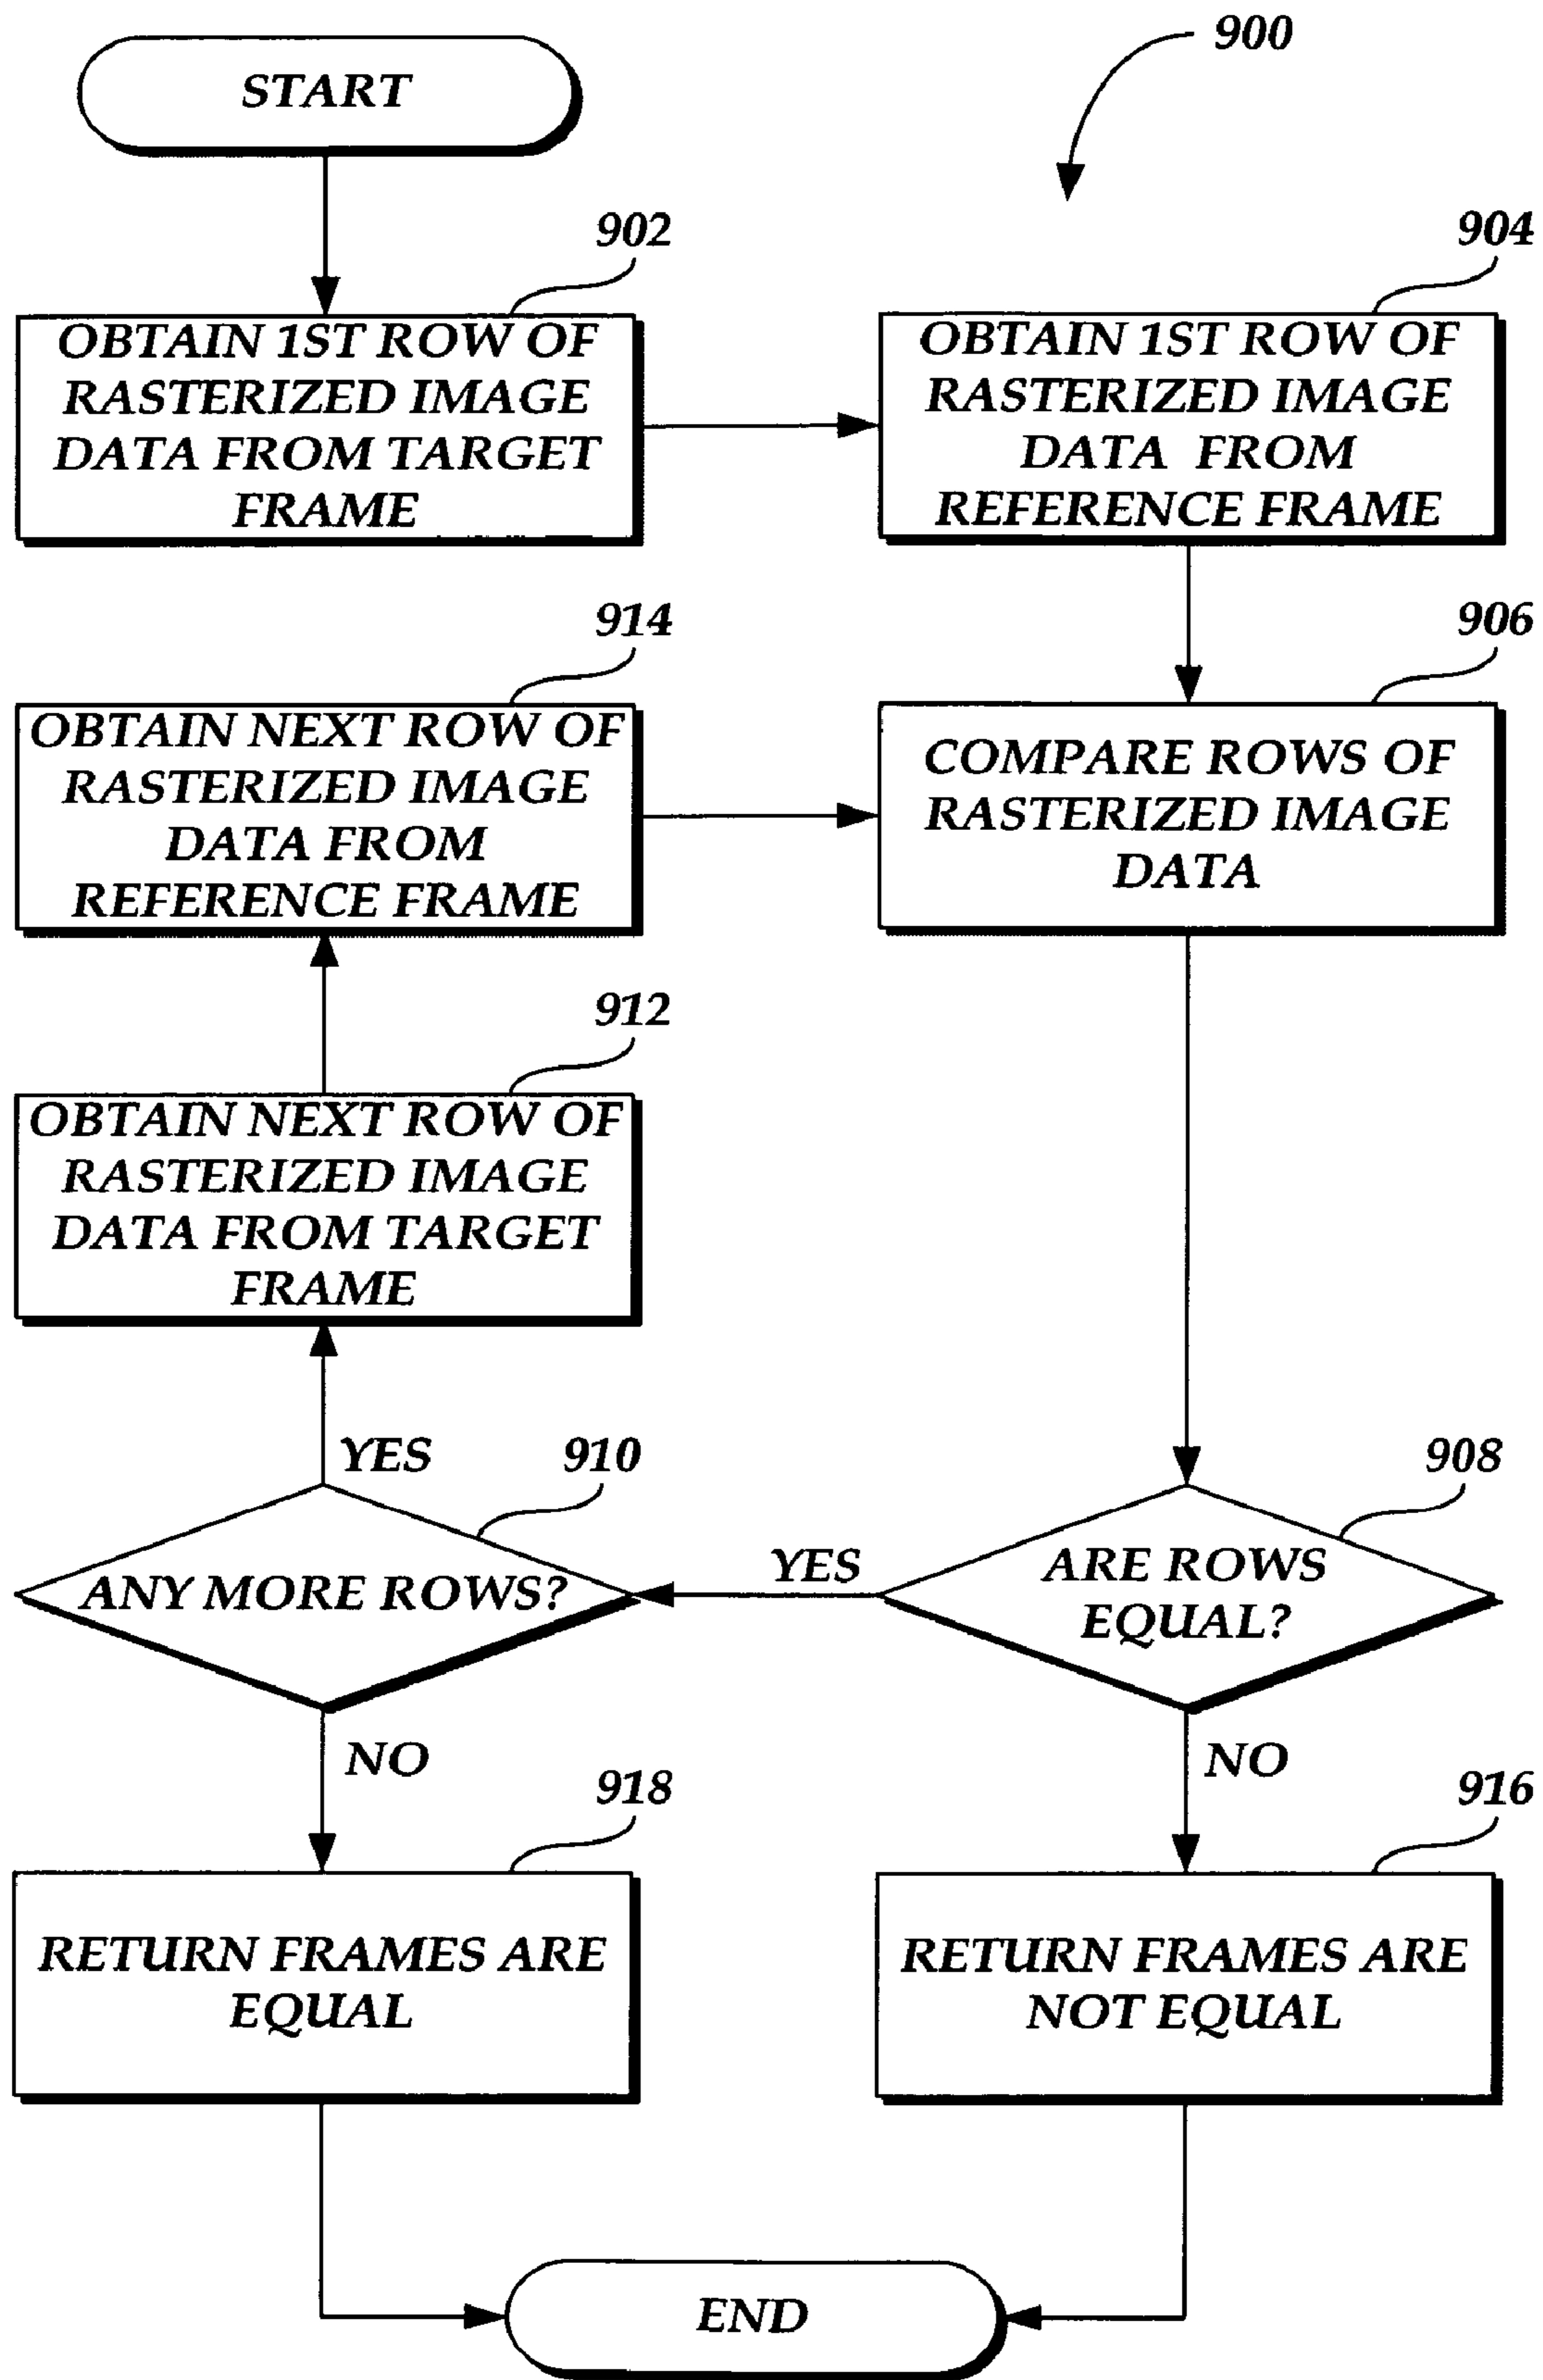 900
START
902
OBTAIN 1ST ROW OF
RASTERIZED IMAGE
DATA FROM TARGET
FRAME
904
OBTAIN 1ST ROW OF
RASTERIZED IMAGE
DATA FROM
REFERENCE FRAME
914
OBTAIN NEXT ROW OF
RASTERIZED IMAGE
DATA FROM
REFERENCE FRAME
906
COMPARE ROWS OF
RASTERIZED IMAGE
DATA
912
OBTAIN NEXT ROW OF
RASTERIZED IMAGE
DATA FROM TARGET
FRAME
YES
910
ANY MORE ROWS?
YES
908
ARE ROWS
EQUAL?
NO
918
RETURN FRAMES ARE
EQUAL
NO
916
RETURN FRAMES ARE
NOT EQUAL
END